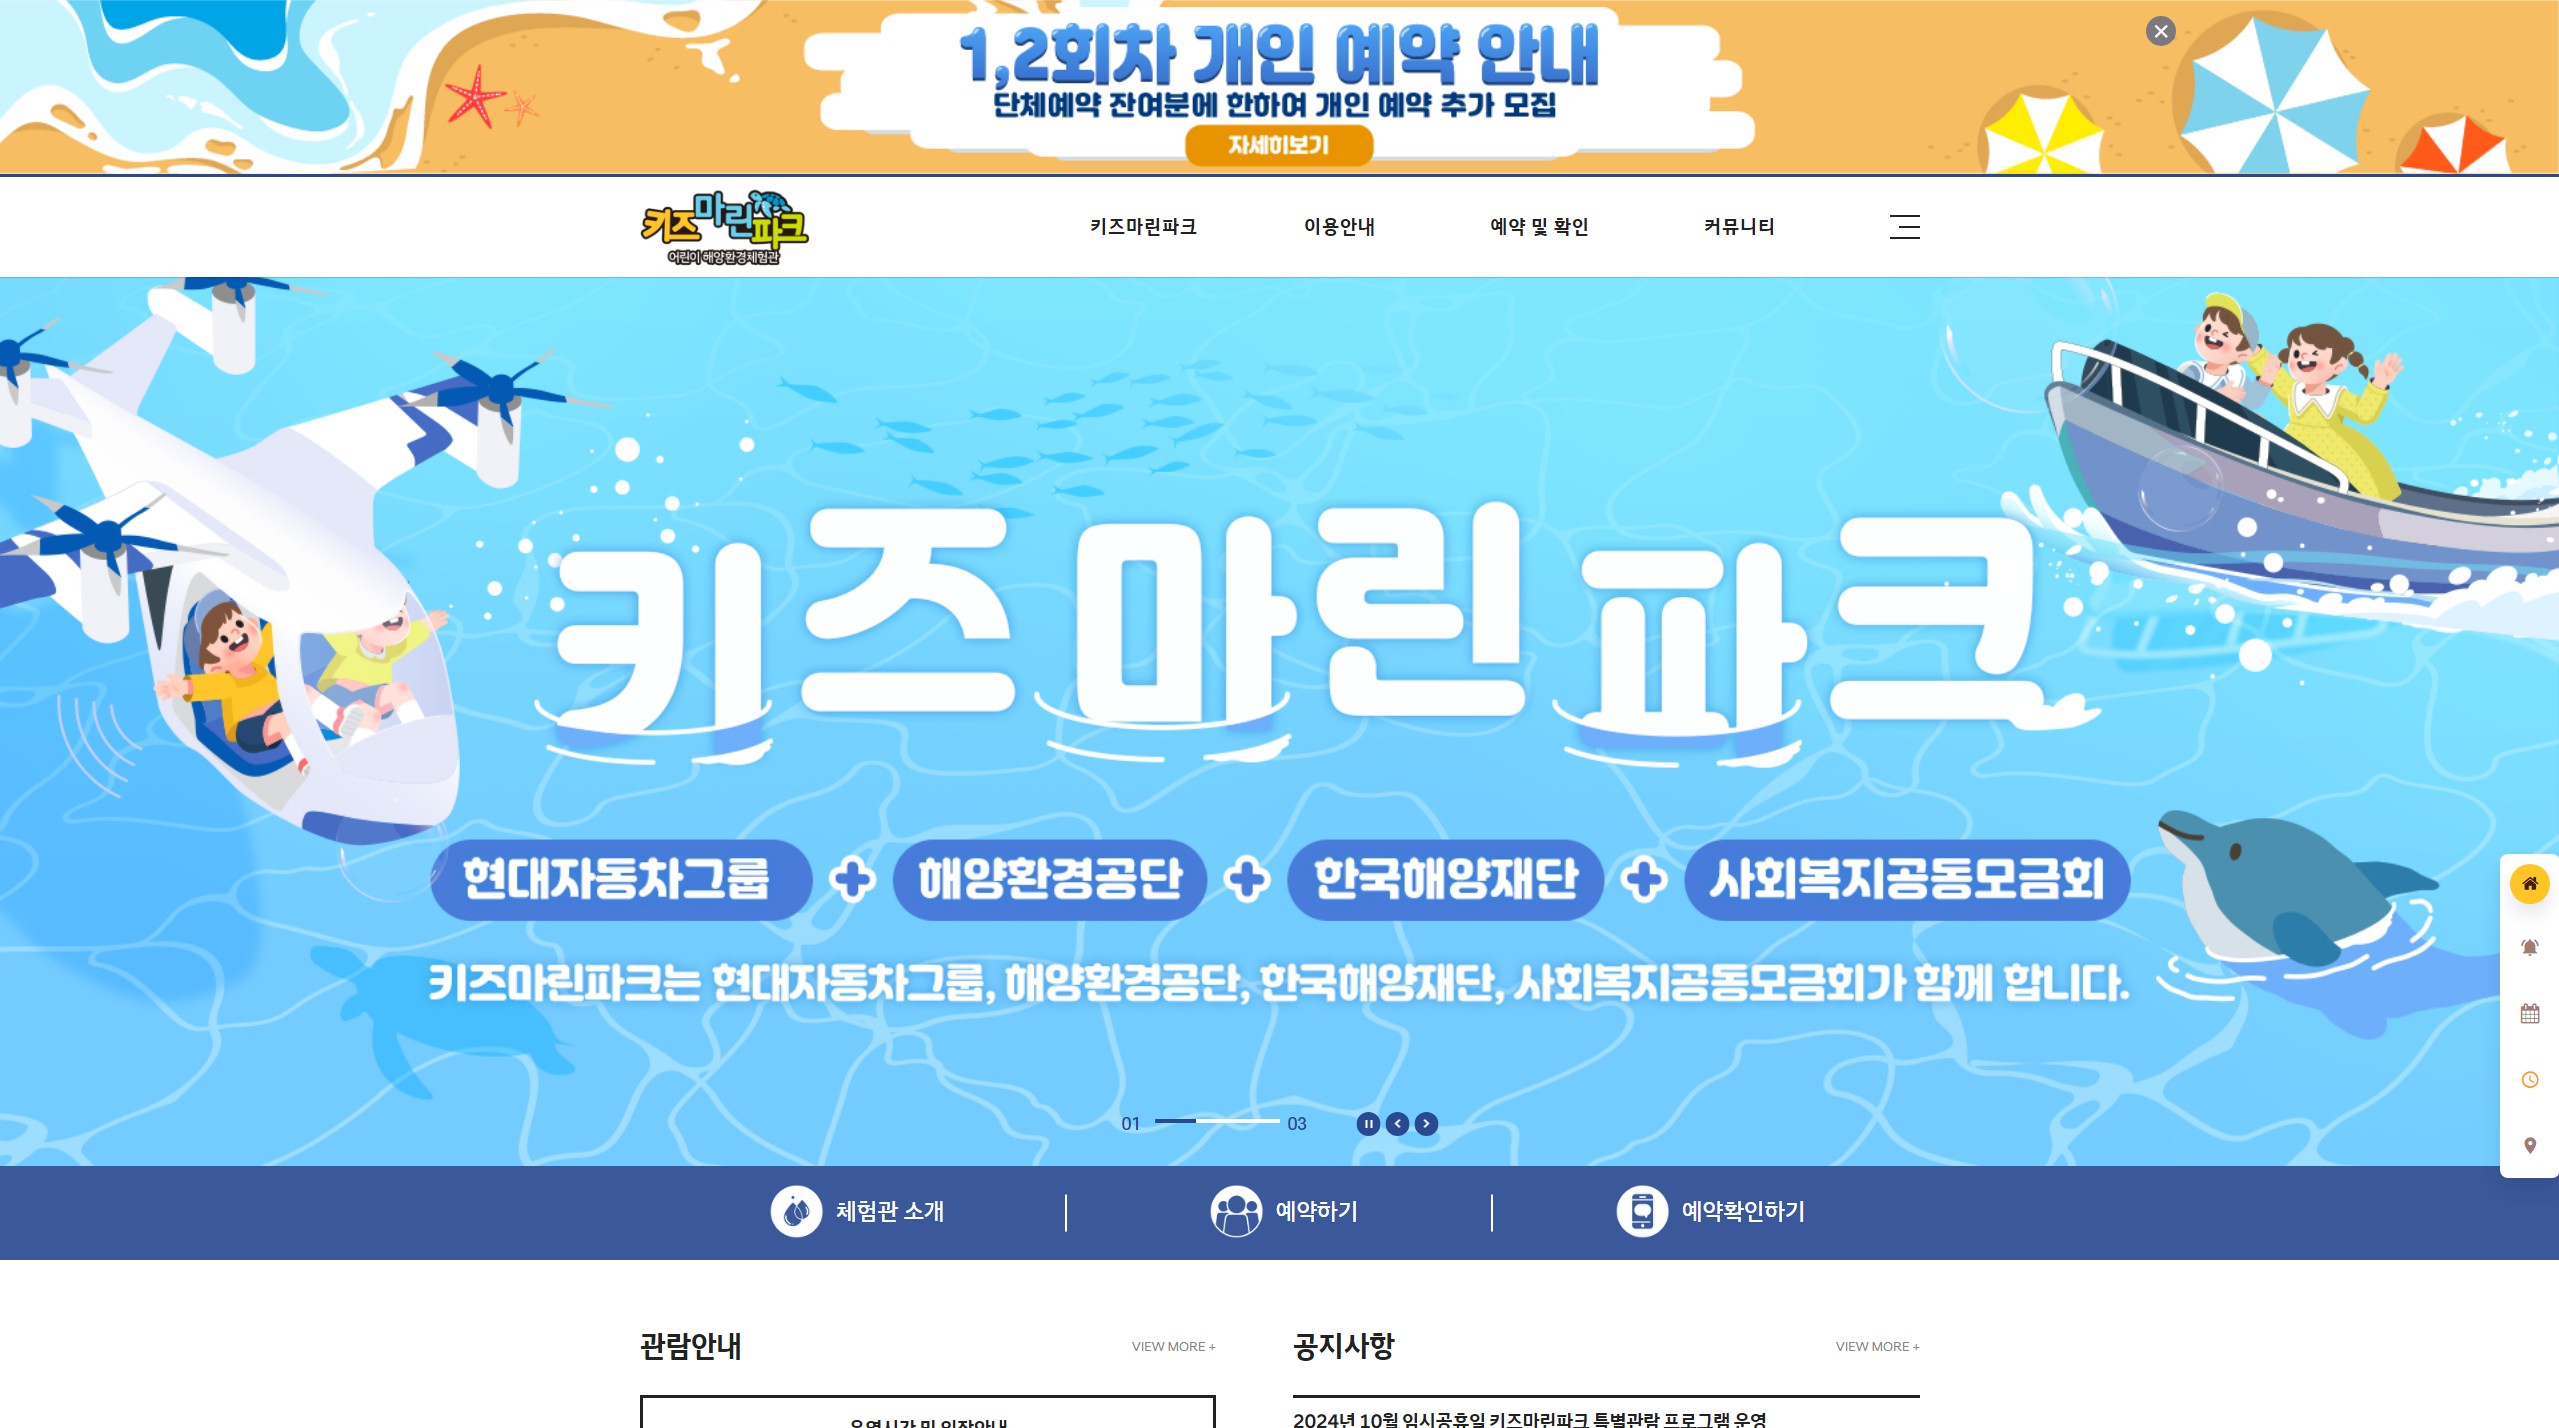 1,2회차 개인 예약 안내
단체예약 잔여분에 한하여 개인 예약 추가 모집
자세히보기
키즈마린파크
어린이 해양환경체험관
키즈마린파크 이용안내 예약 및 확인 커뮤니티
키즈마린파크
현대자동차그룹 + 해양환경공단 + 한국해양재단 + 사회복지공동모금회
키즈마린파크는 현대자동차그룹, 해양환경공단, 한국해양재단, 사회복지공동모금회가 함께 합니다.
01 03
체험관 소개 예약하기 예약확인하기
관람안내 VIEW MORE +
공지사항 VIEW MORE +
운영시간 및 입장안내
2024년 10월 임시공휴일 키즈마린파크 특별관람 프로그램 운영